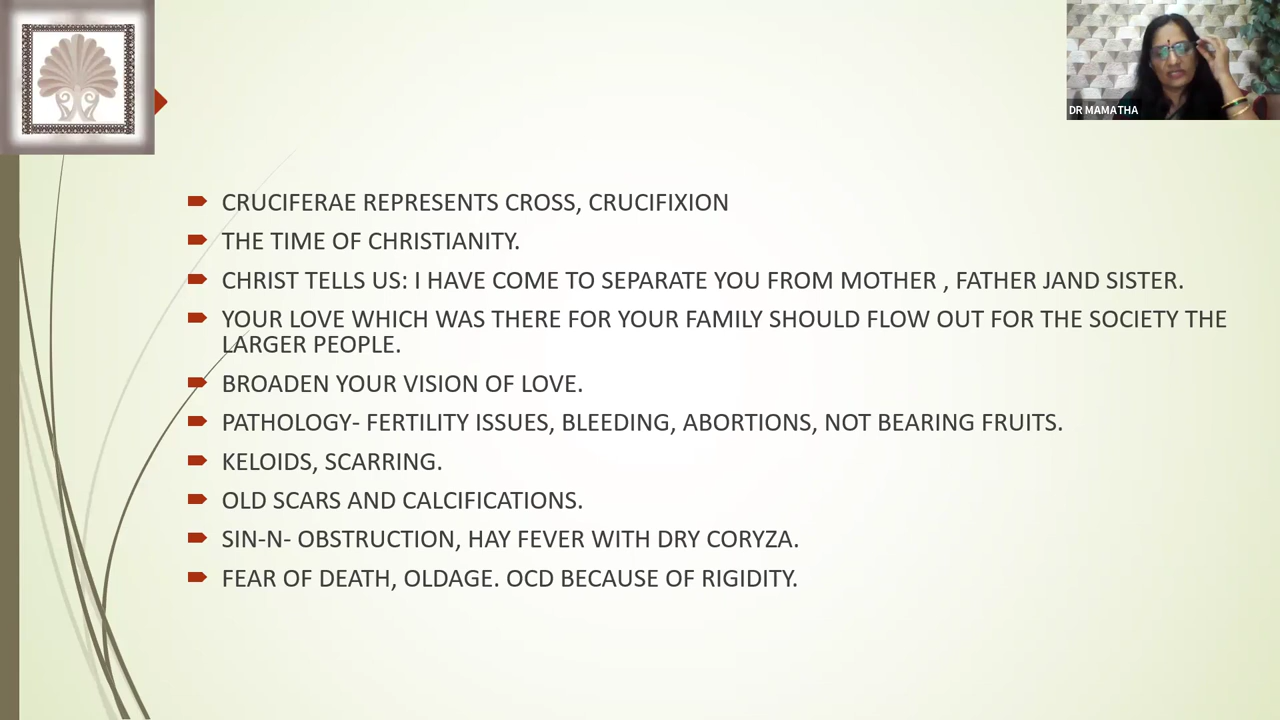 DR MAMATHA
CRUCIFERAE REPRESENTS CROSS, CRUCIFIXION
THE TIME OF CHRISTIANITY.
CHRIST TELLS US: I HAVE COME TO SEPARATE YOU FROM MOTHER , FATHER JAND SISTER.
YOUR LOVE WHICH WAS THERE FOR YOUR FAMILY SHOULD FLOW OUT FOR THE SOCIETY THE
LARGER PEOPLE.
BROADEN YOUR VISION OF LOVE.
PATHOLOGY- FERTILITY ISSUES, BLEEDING, ABORTIONS, NOT BEARING FRUITS.
KELOIDS, SCARRING.
OLD SCARS AND CALCIFICATIONS.
SIN-N- OBSTRUCTION, HAY FEVER WITH DRY CORYZA.
FEAR OF DEATH, OLDAGE. OCD BECAUSE OF RIGIDITY.